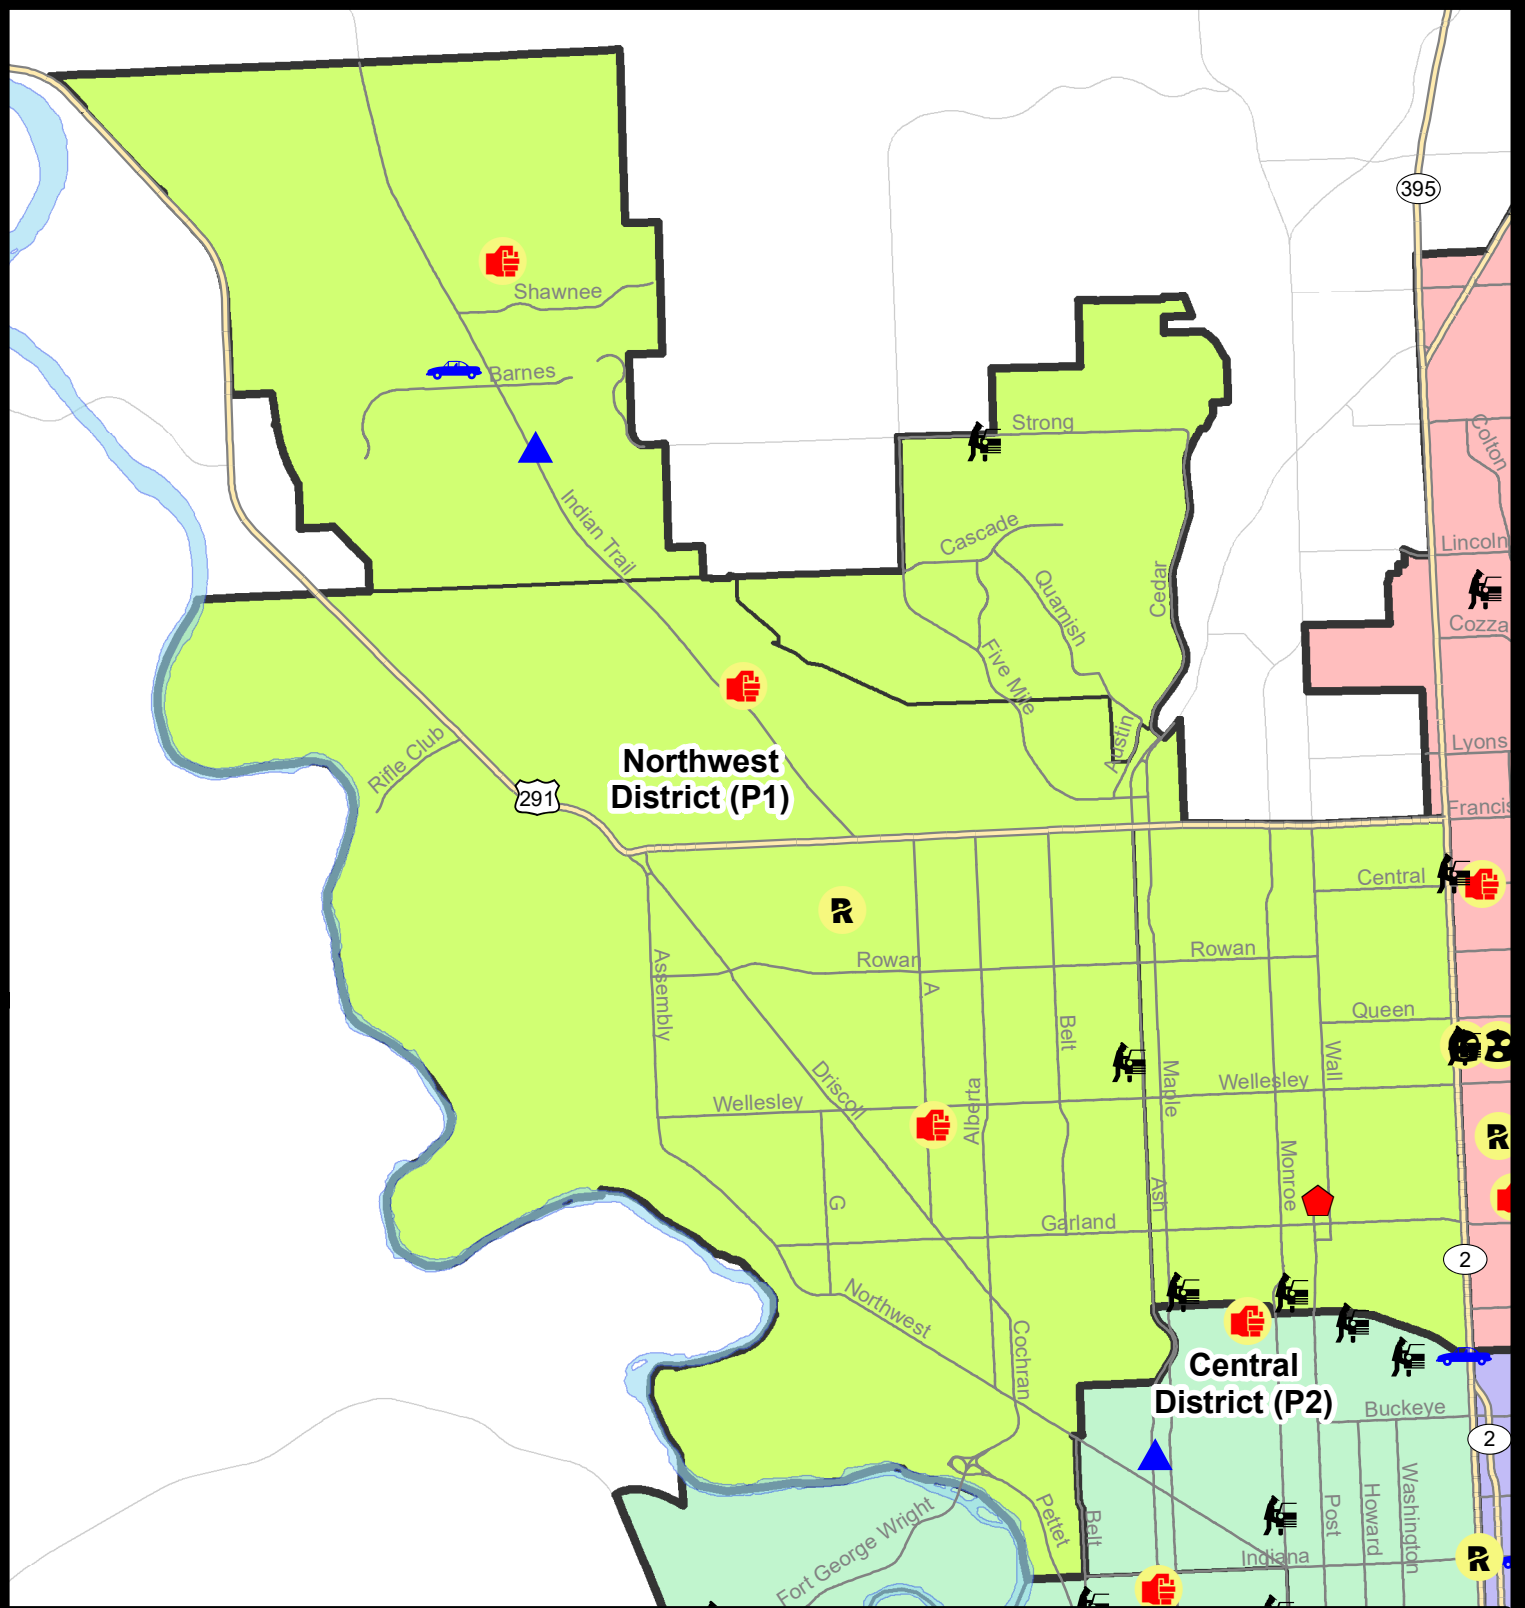 395
Shawnee
Barnes
Strong
Colton
Indian Trail
Cascade
Lincoln
Quamish
Cedar
Cozza
Five Mile
Austin
Lyons
Rifle Club
Northwest
District (P1)
291
Francis
Central
Rowan
Rowan
Assembly
A
Queen
Belt
Wall
Driscoll
Maple
Wellesley
Wellesley
Alberta
Monroe
Ash
G
Garland
2
Northwest
Cochran
Central
District (P2)
Buckeye
2
Fort George Wright
Pettet
Belt
Post
Howard
Washington
Indiana
R
R
R